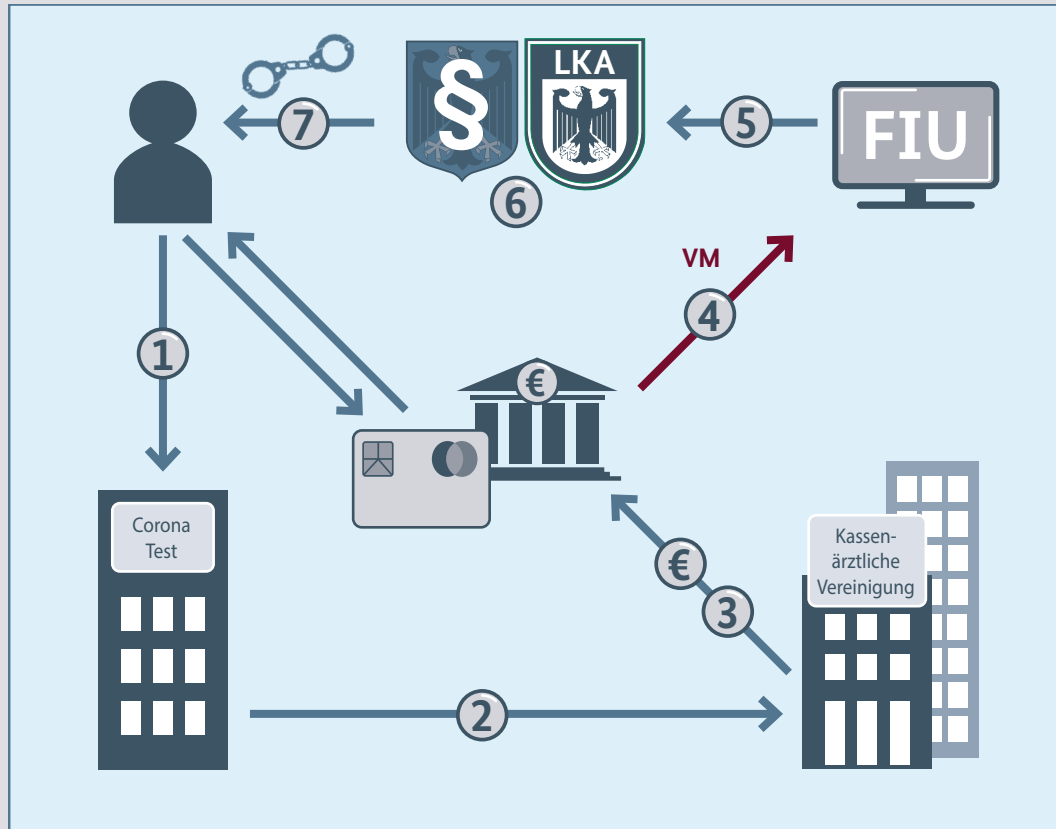 7
§
LKA
5
FIU
6
VM
4
1
€
Corona
Test
Kassen-
ärztliche
Vereinigung
€
3
2